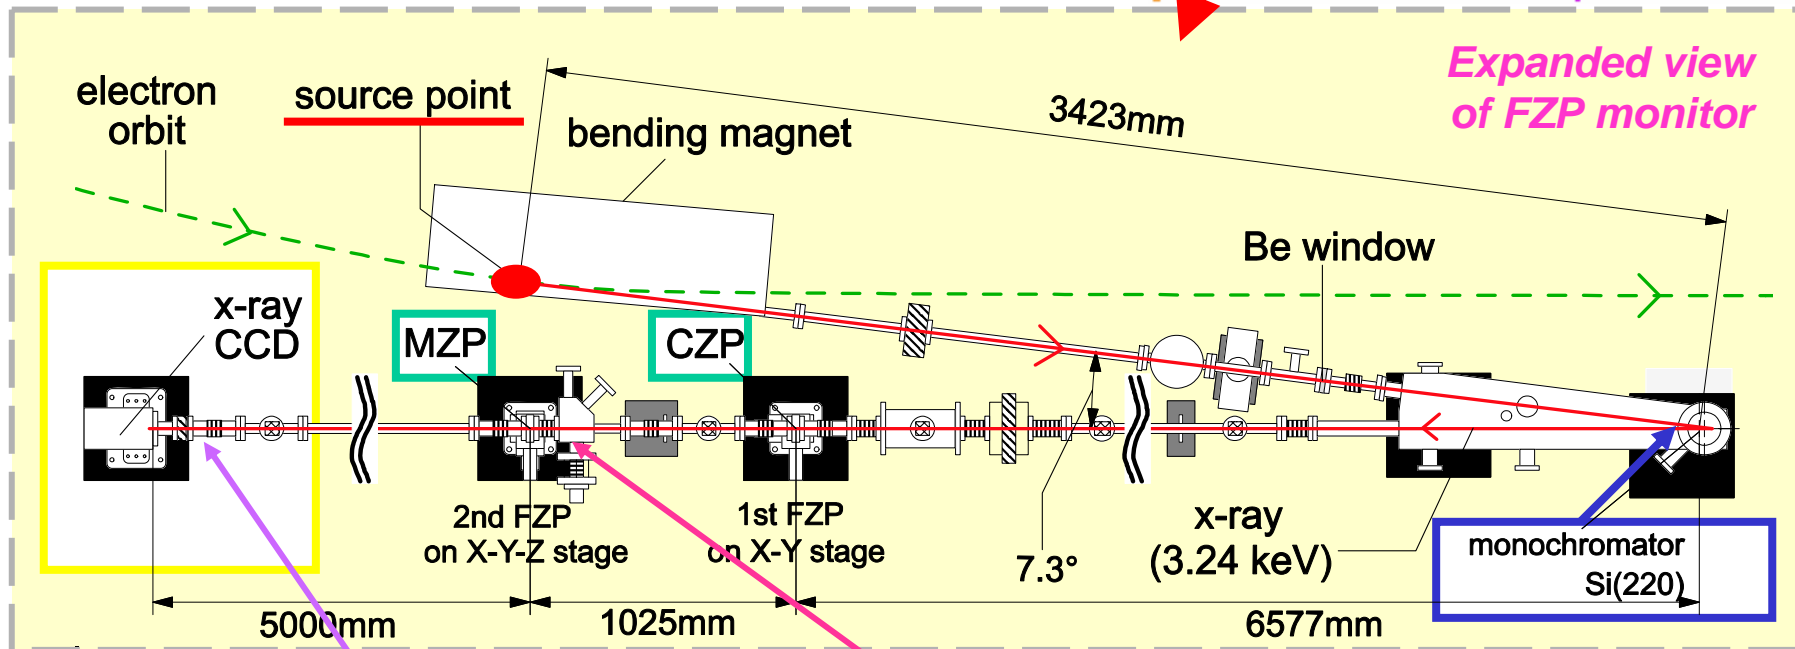 Expanded view
of FZP monitor
electron
orbit
source point
bending magnet
3423mm
Be window
x-ray
CCD
MZP
CZP
2nd FZP
on X-Y-Z stage
1st FZP
on X-Y stage
7.3°
x-ray
(3.24 keV)
monochromator
Si(220)
5000mm
1025mm
6577mm